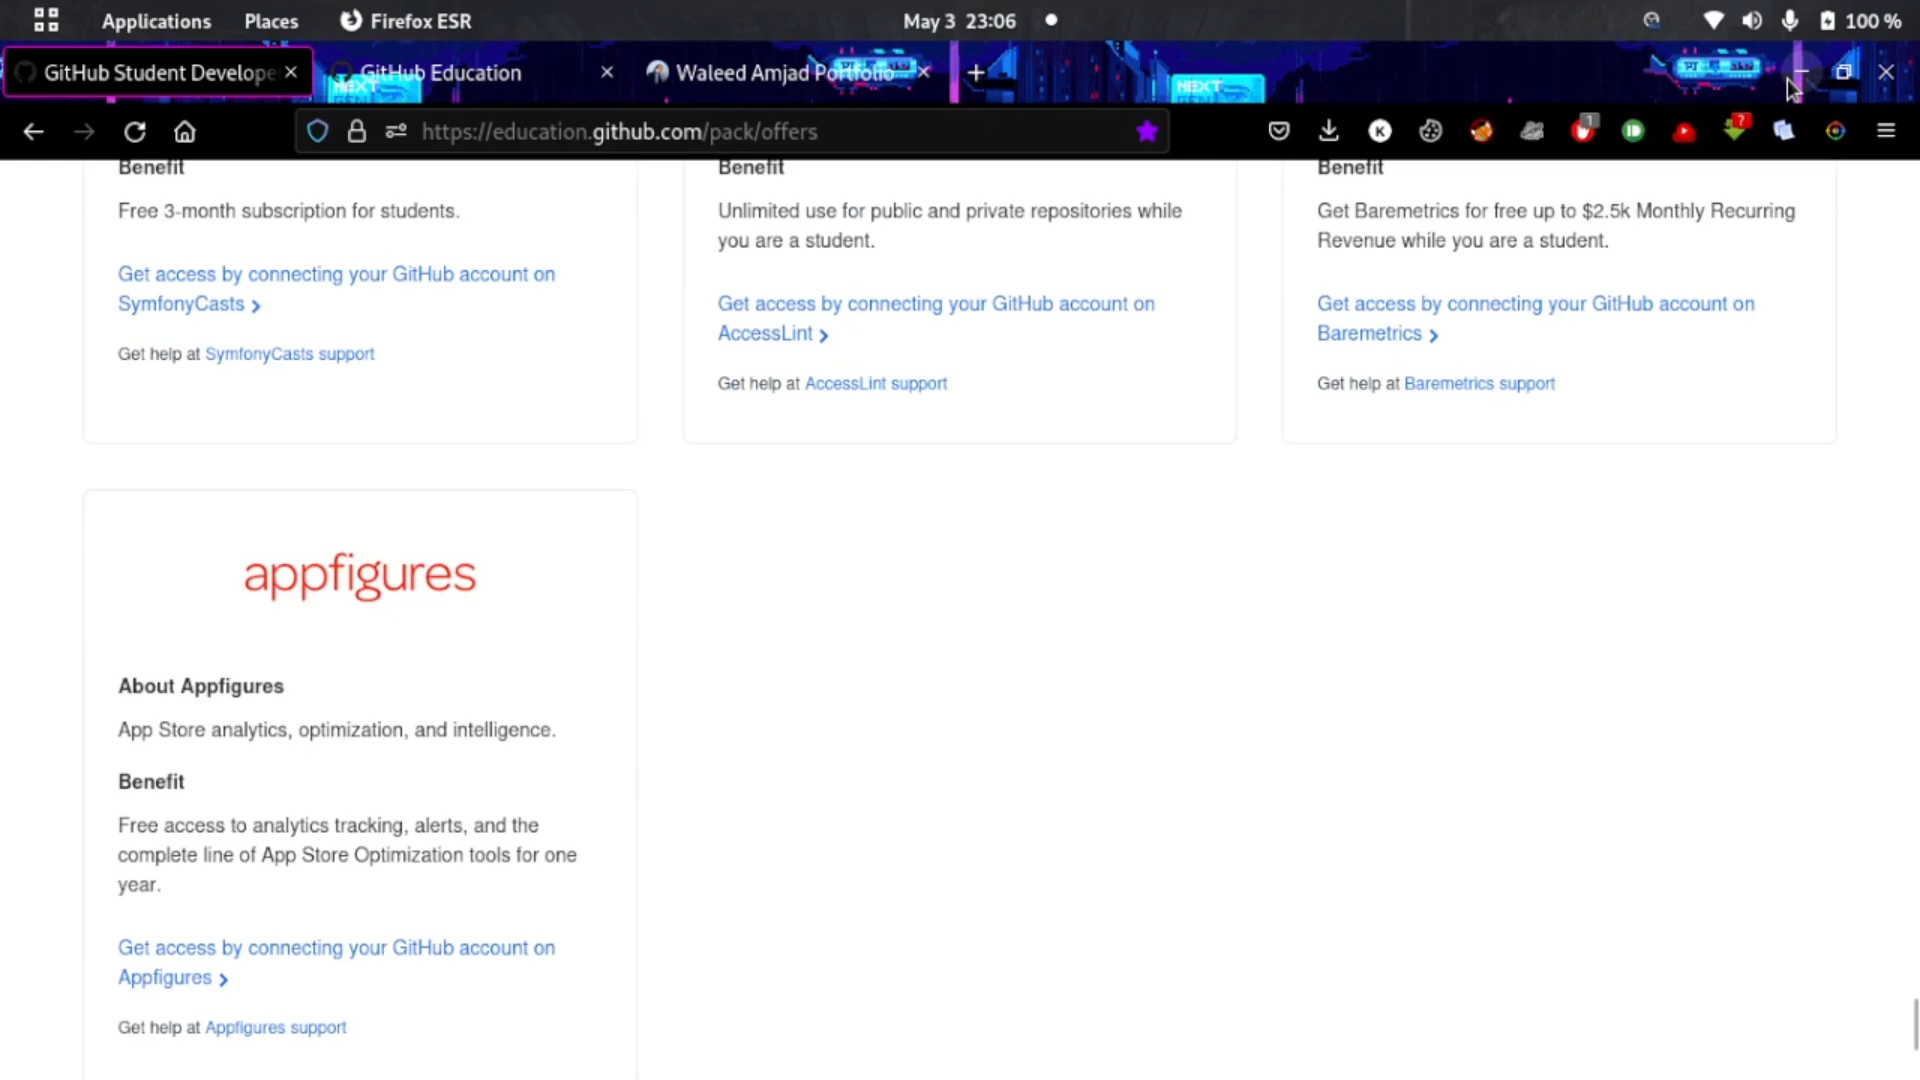 Applications Places Firefox ESR May 3 23:06 100 %
GitHub Student Develope GitHub Education Waleed Amjad Portfolio
NEXT NEXT
https://education.github.com/pack/offers K 1 ?
Benefit
Free 3-month subscription for students.
Get access by connecting your GitHub account on
SymfonyCasts
Get help at SymfonyCasts support
Benefit
Unlimited use for public and private repositories while
you are a student.
Get access by connecting your GitHub account on
AccessLint
Get help at AccessLint support
Benefit
Get Baremetrics for free up to $2.5k Monthly Recurring
Revenue while you are a student.
Get access by connecting your GitHub account on
Baremetrics
Get help at Baremetrics support
appfigures
About Appfigures
App Store analytics, optimization, and intelligence.
Benefit
Free access to analytics tracking, alerts, and the
complete line of App Store Optimization tools for one
year.
Get access by connecting your GitHub account on
Appfigures
Get help at Appfigures support